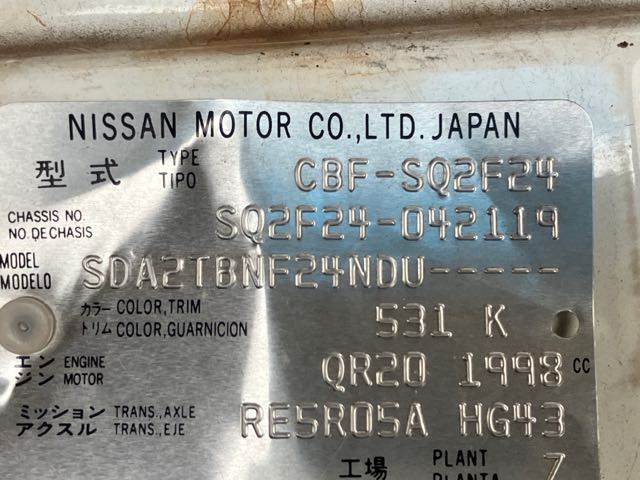 NISSAN MOTOR CO.,LTD. JAPAN
型式 TYPE TIPO CBF-SQ2F24
CHASSIS NO. NO. DE CHASIS SQ2F24-042119
MODEL MODELO SDA2TBNF24NDU-----
カラー トリム COLOR,TRIM COLOR,GUARNICION 531 K
エンジン ENGINE MOTOR QR20 1998 CC
ミッション アクスル TRANS.,AXLE TRANS.,EJE RE5R05A HG43
工場 PLANT PLANTA 7